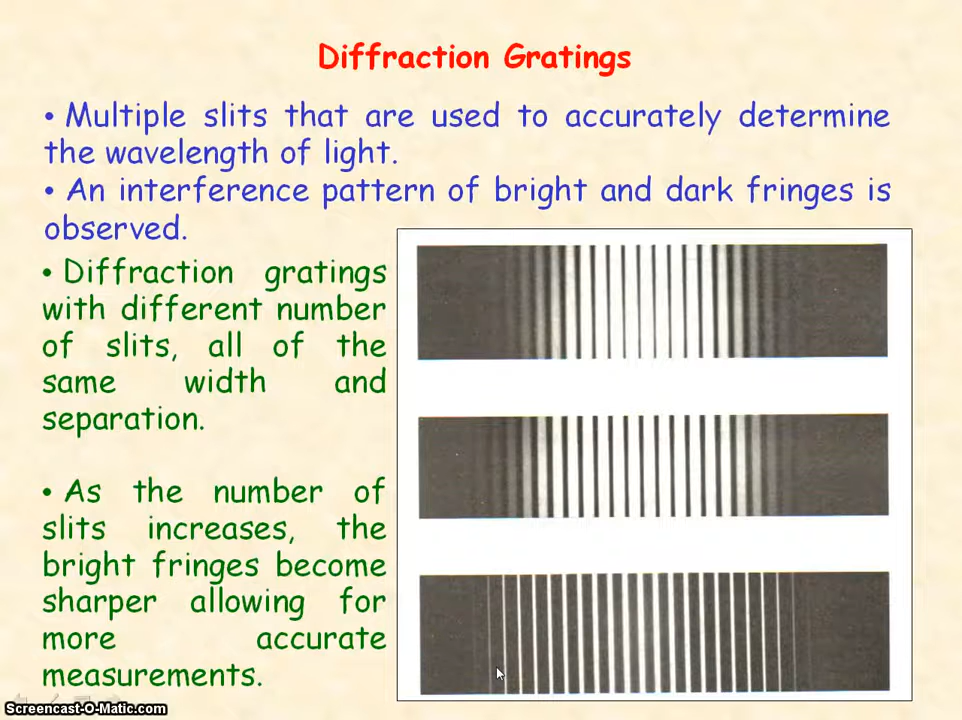 Diffraction Gratings
• Multiple slits that are used to accurately determine
the wavelength of light.
• An interference pattern of bright and dark fringes is
observed.
• Diffraction gratings
with different number
of slits, all of the
same width and
separation.
• As the number of
slits increases, the
bright fringes become
sharper allowing for
more accurate
measurements.
Screencast-O-Matic.com